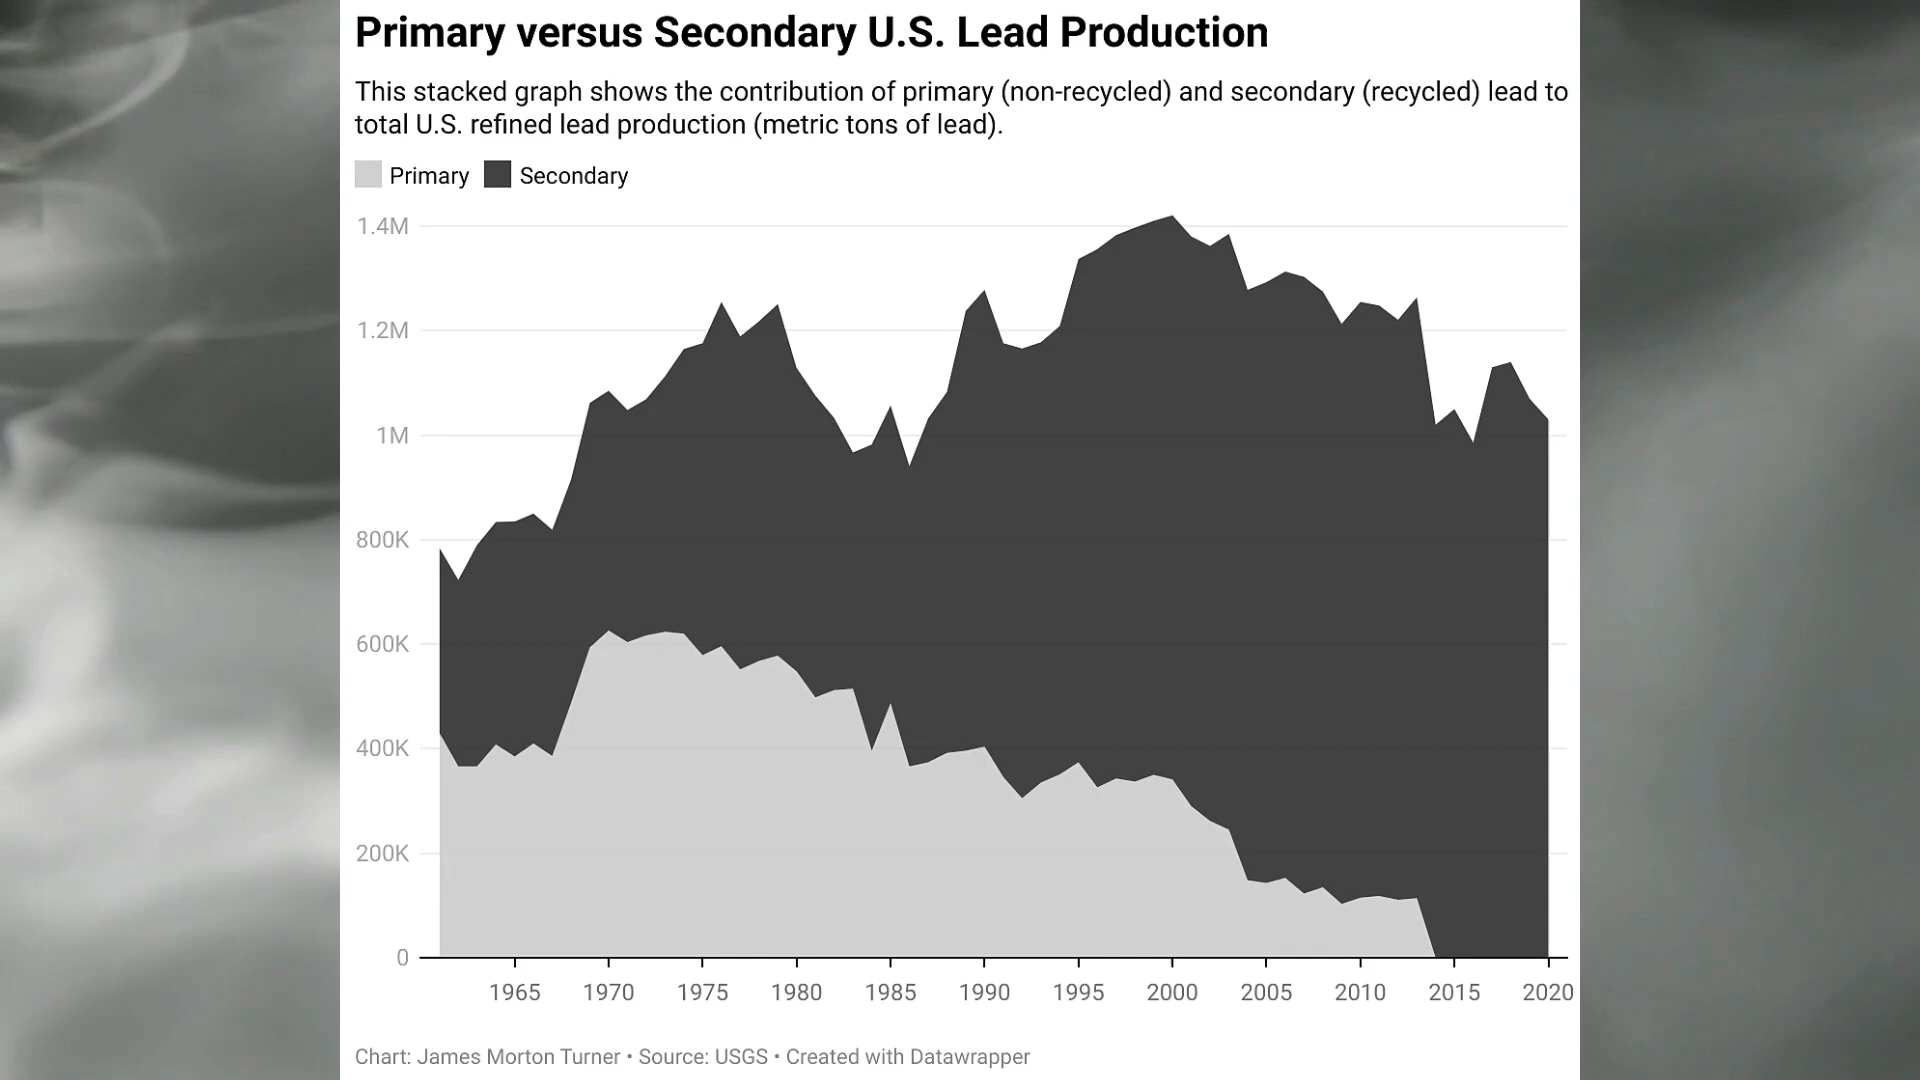 Primary versus Secondary U.S. Lead Production
This stacked graph shows the contribution of primary (non-recycled) and secondary (recycled) lead to
total U.S. refined lead production (metric tons of lead).
Primary Secondary
1.4M
1.2M
1M
800K
600K
400K
200K
0
1965 1970 1975 1980 1985 1990 1995 2000 2005 2010 2015 2020
Chart: James Morton Turner • Source: USGS • Created with Datawrapper